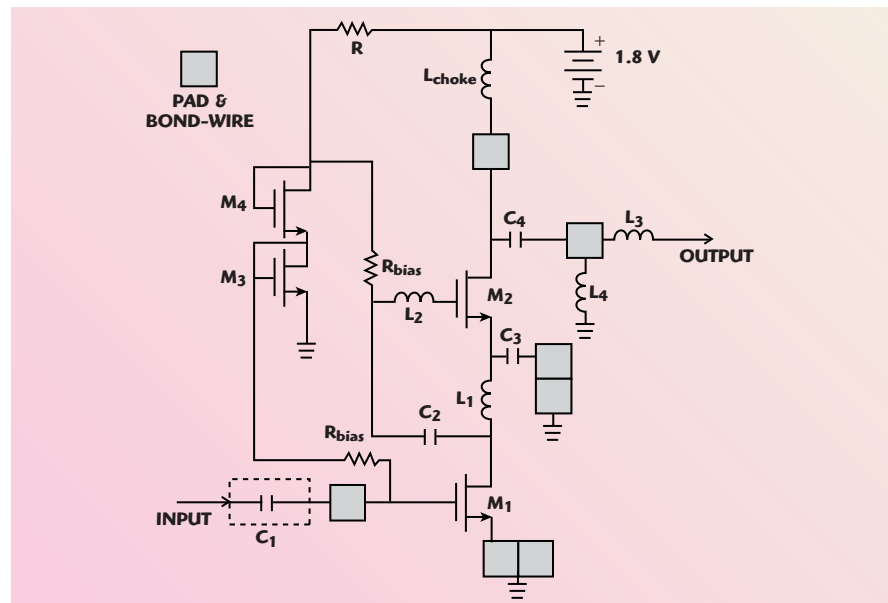 R
+
1.8 V
−
Lchoke
PAD &
BOND-WIRE
M4
C4
L3
OUTPUT
M3
Rbias
M2
L4
L2
C3
L1
C2
Rbias
M1
INPUT
C1